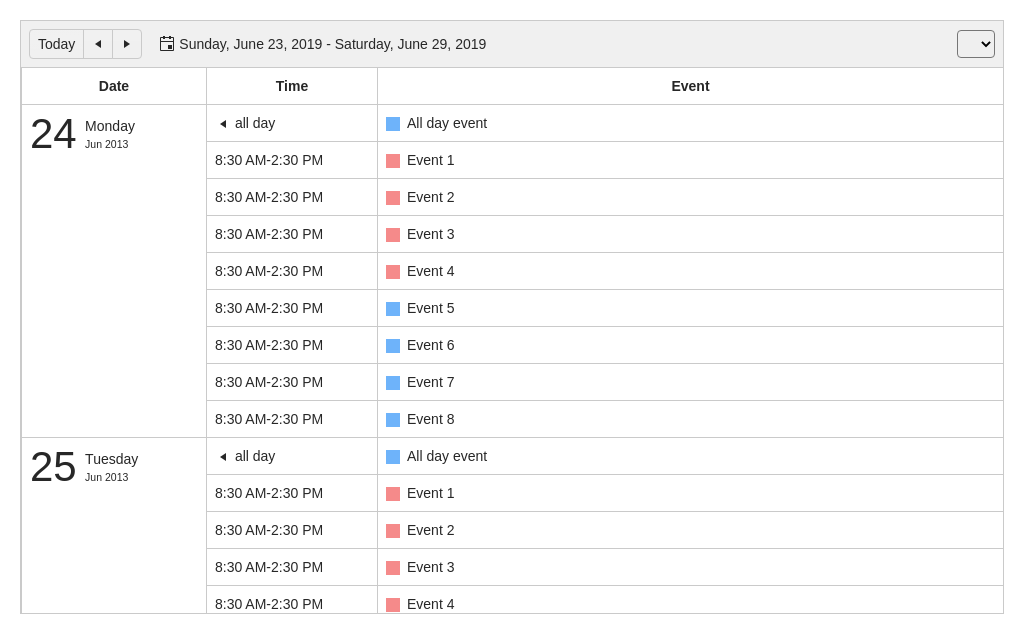 Today Sunday, June 23, 2019 - Saturday, June 29, 2019
Date Time Event
24 Monday Jun 2013 all day All day event
8:30 AM-2:30 PM Event 1
8:30 AM-2:30 PM Event 2
8:30 AM-2:30 PM Event 3
8:30 AM-2:30 PM Event 4
8:30 AM-2:30 PM Event 5
8:30 AM-2:30 PM Event 6
8:30 AM-2:30 PM Event 7
8:30 AM-2:30 PM Event 8
25 Tuesday Jun 2013 all day All day event
8:30 AM-2:30 PM Event 1
8:30 AM-2:30 PM Event 2
8:30 AM-2:30 PM Event 3
8:30 AM-2:30 PM Event 4